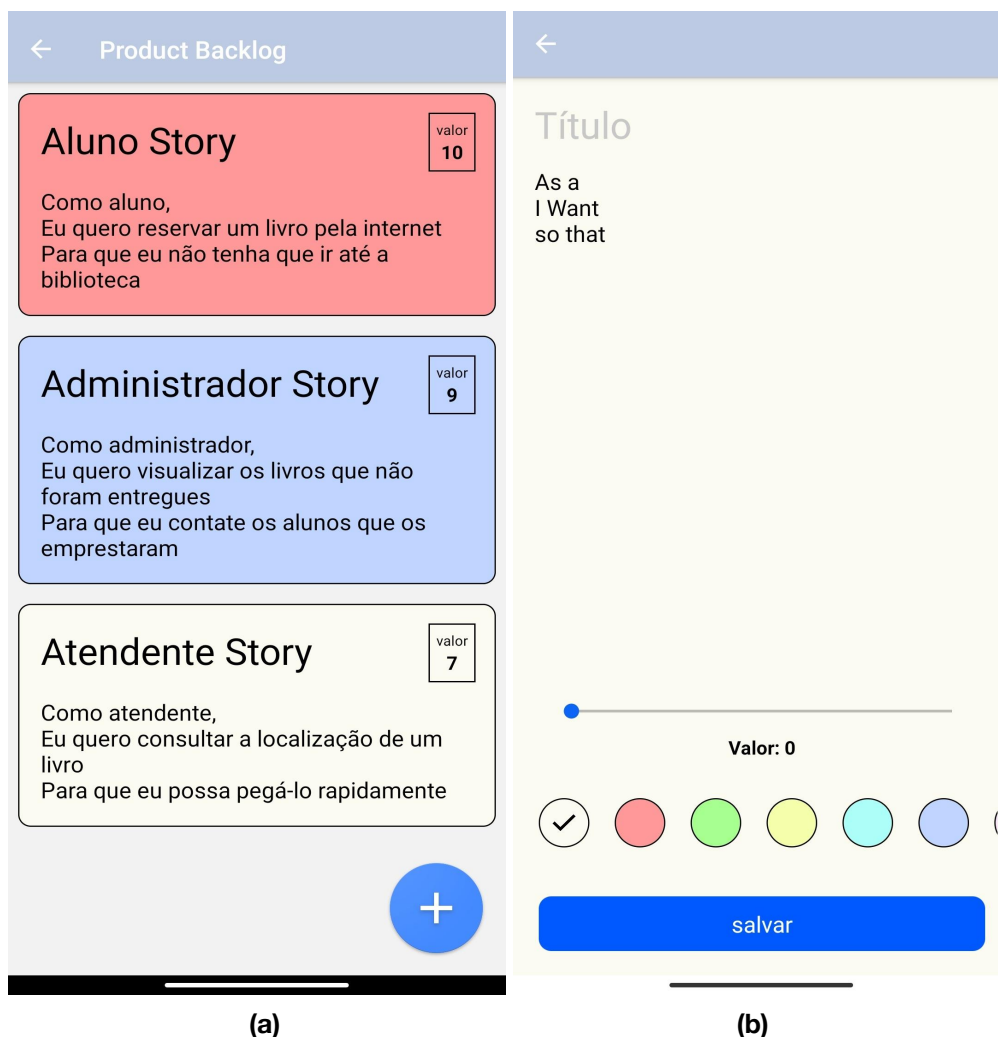 Product Backlog
Aluno Story
valor
10
Como aluno,
Eu quero reservar um livro pela internet
Para que eu não tenha que ir até a
biblioteca
Administrador Story
valor
9
Como administrador,
Eu quero visualizar os livros que não
foram entregues
Para que eu contate os alunos que os
emprestaram
Atendente Story
valor
7
Como atendente,
Eu quero consultar a localização de um
livro
Para que eu possa pegá-lo rapidamente
(a)
Título
As a
I Want
so that
Valor: 0
salvar
(b)